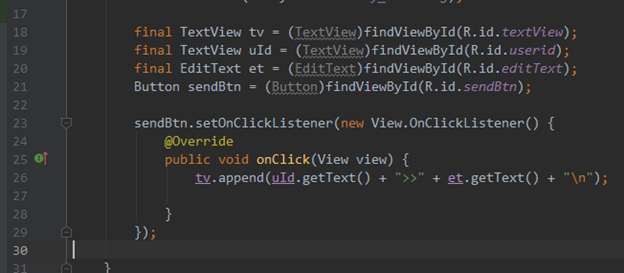 17
18 final TextView tv = (TextView)findViewById(R.id.textView);
19 final TextView uId = (TextView)findViewById(R.id.userid);
20 final EditText et = (EditText)findViewById(R.id.editText);
21 Button sendBtn = (Button)findViewById(R.id.sendBtn);
22
23 sendBtn.setOnClickListener(new View.OnClickListener() {
24 @Override
25 public void onClick(View view) {
26 tv.append(uId.getText() + ">>" + et.getText() + "\n");
27
28 }
29 });
30
31 }